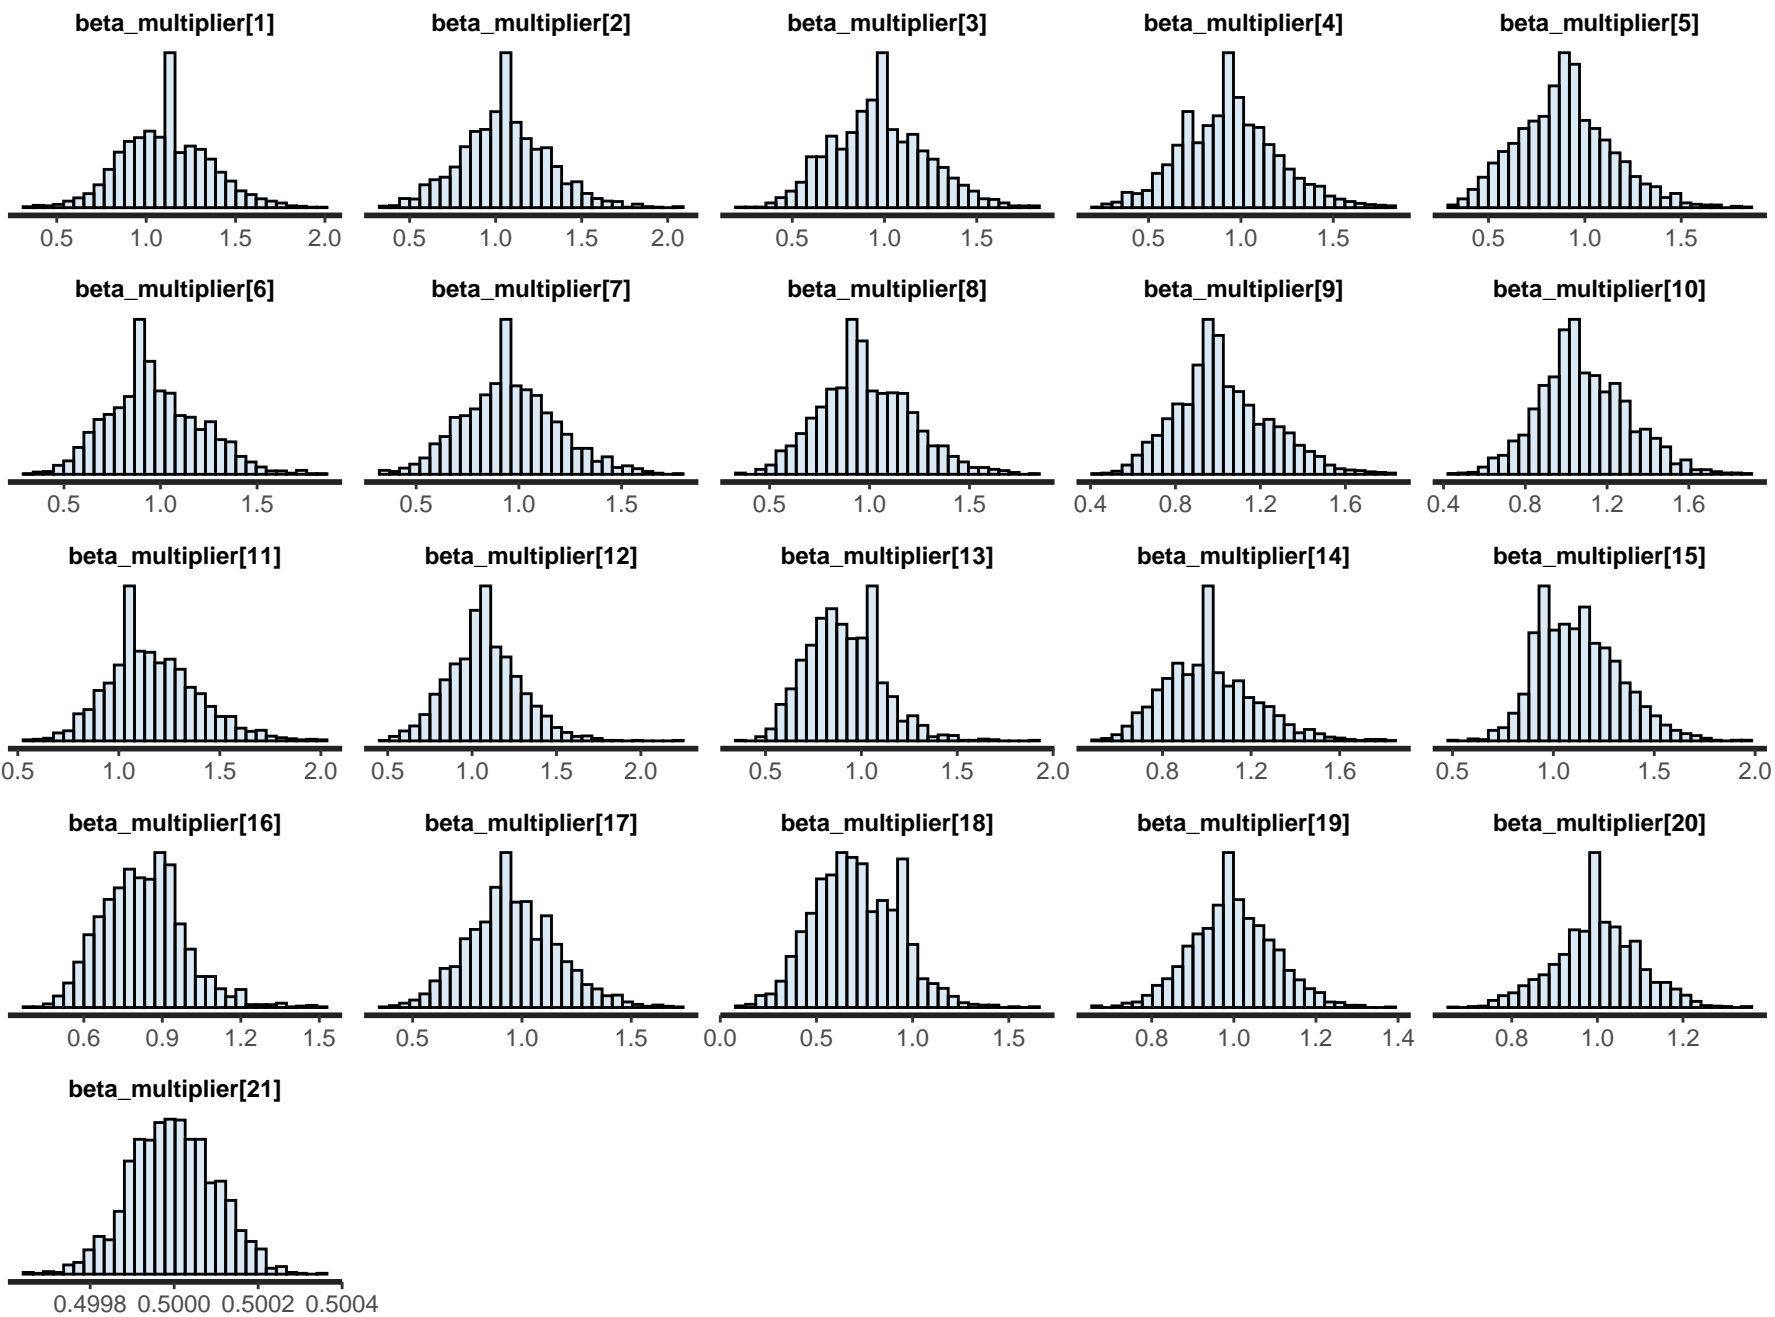 beta_multiplier[1] beta_multiplier[2] beta_multiplier[3] beta_multiplier[4] beta_multiplier[5]
0.5 1.0 1.5 2.0 0.5 1.0 1.5 2.0 0.5 1.0 1.5 0.5 1.0 1.5 0.5 1.0 1.5
beta_multiplier[6] beta_multiplier[7] beta_multiplier[8] beta_multiplier[9] beta_multiplier[10]
0.5 1.0 1.5 0.5 1.0 1.5 0.5 1.0 1.5 0.4 0.8 1.2 1.6 0.4 0.8 1.2 1.6
beta_multiplier[11] beta_multiplier[12] beta_multiplier[13] beta_multiplier[14] beta_multiplier[15]
0.5 1.0 1.5 2.0 0.5 1.0 1.5 2.0 0.5 1.0 1.5 2.0 0.8 1.2 1.6 0.5 1.0 1.5 2.0
beta_multiplier[16] beta_multiplier[17] beta_multiplier[18] beta_multiplier[19] beta_multiplier[20]
0.6 0.9 1.2 1.5 0.5 1.0 1.5 0.0 0.5 1.0 1.5 0.8 1.0 1.2 1.4 0.8 1.0 1.2
beta_multiplier[21]
0.4998 0.5000 0.5002 0.5004